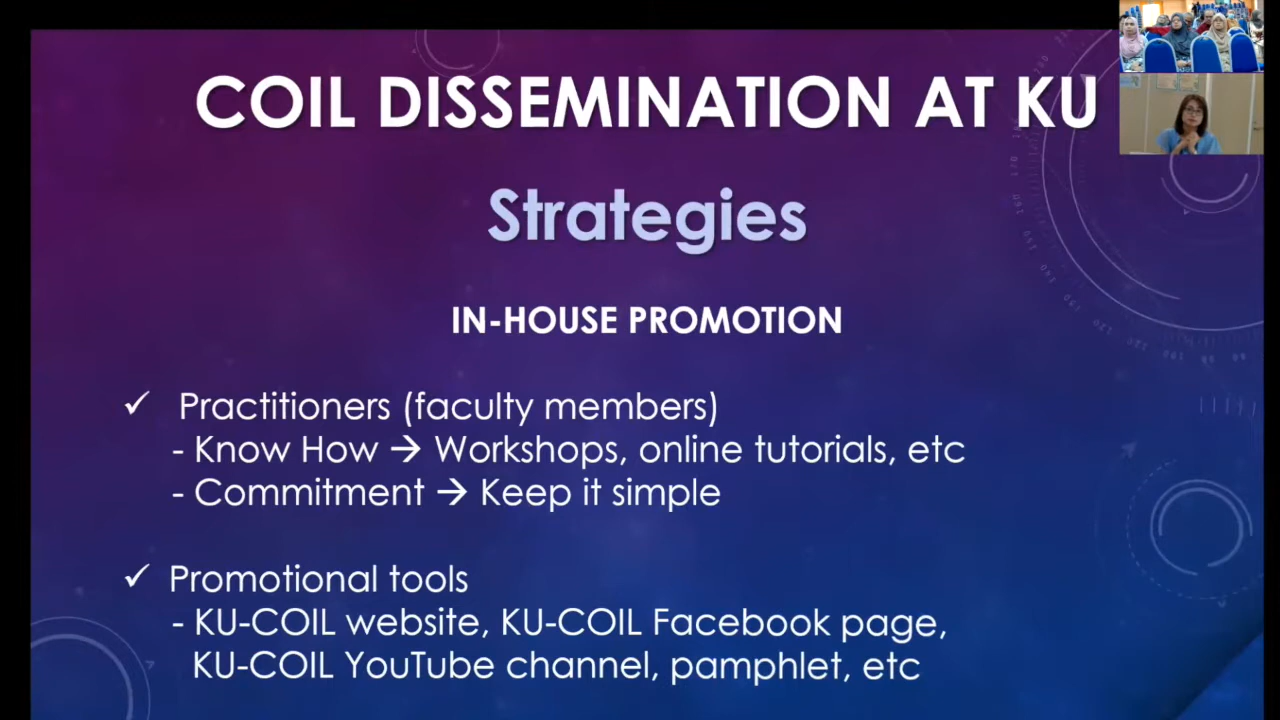 COIL DISSEMINATION AT KU
Strategies
IN-HOUSE PROMOTION
✓ Practitioners (faculty members)
- Know How → Workshops, online tutorials, etc
- Commitment → Keep it simple
✓ Promotional tools
- KU-COIL website, KU-COIL Facebook page,
KU-COIL YouTube channel, pamphlet, etc